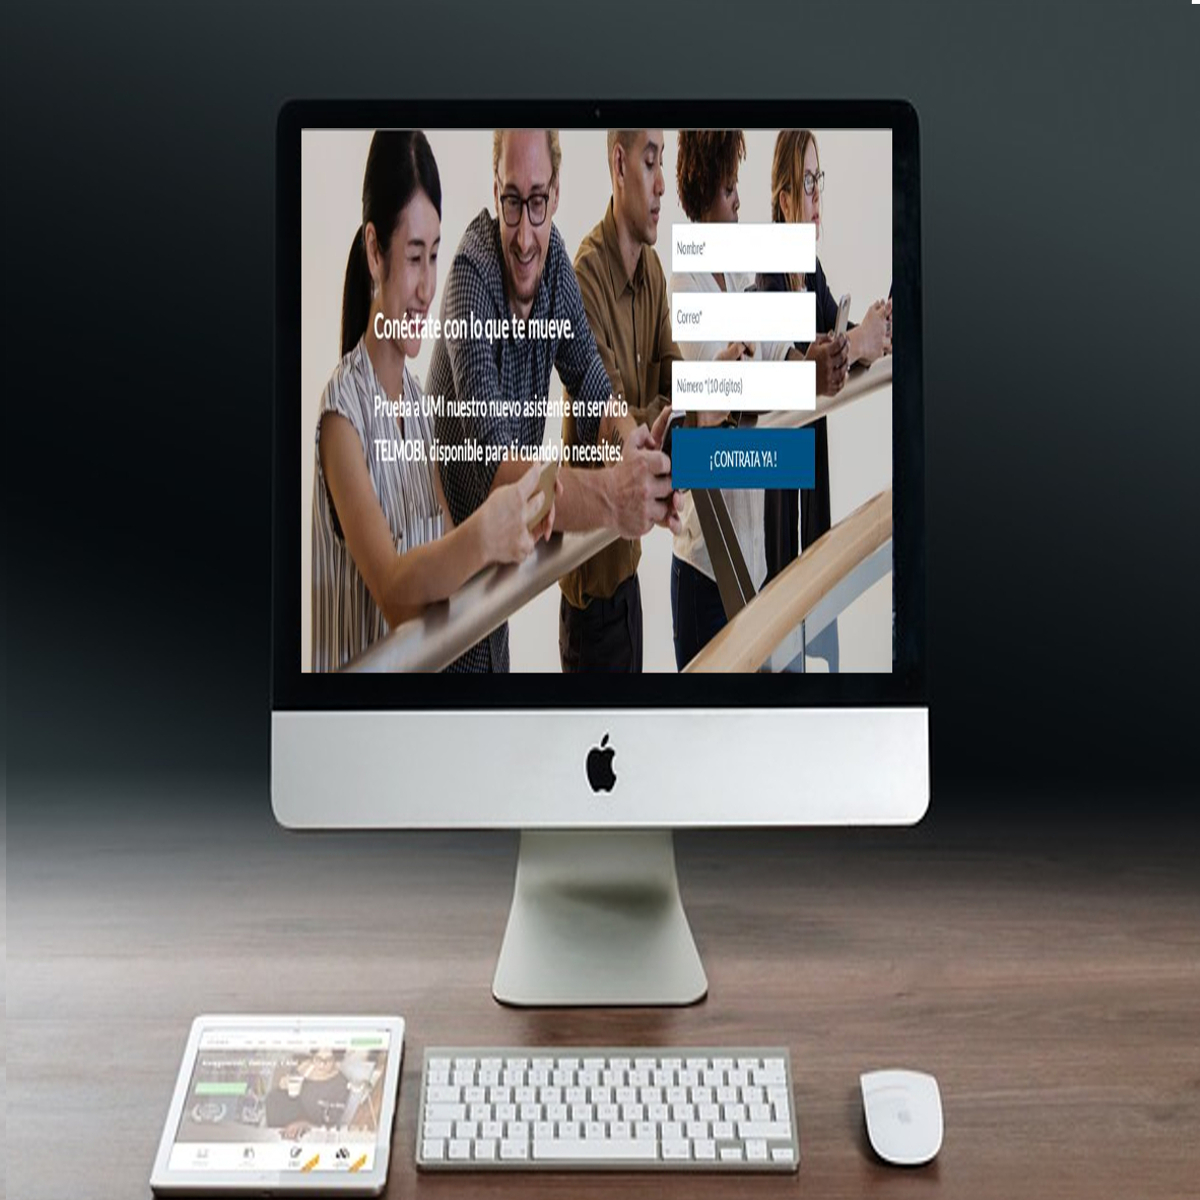 Conéctate con lo que te mueve.
Prueba a UMI nuestro nuevo asistente en servicio
TELMOBI, disponible para ti cuando lo necesites.
Nombre*
Correo*
Número *(10 dígitos)
¡ CONTRATA YA !